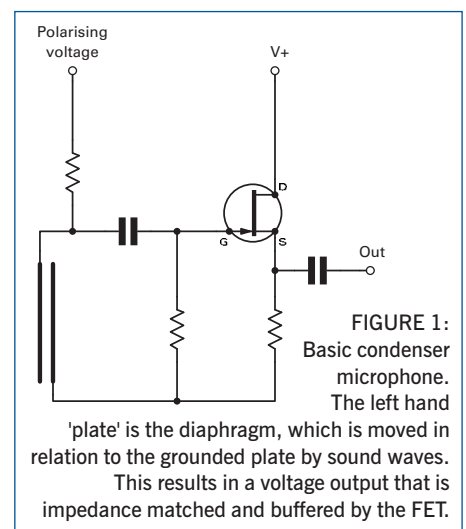 Polarising
voltage
V+
D
G
S
Out
FIGURE 1:
Basic condenser
microphone.
The left hand
'plate' is the diaphragm, which is moved in
relation to the grounded plate by sound waves.
This results in a voltage output that is
impedance matched and buffered by the FET.